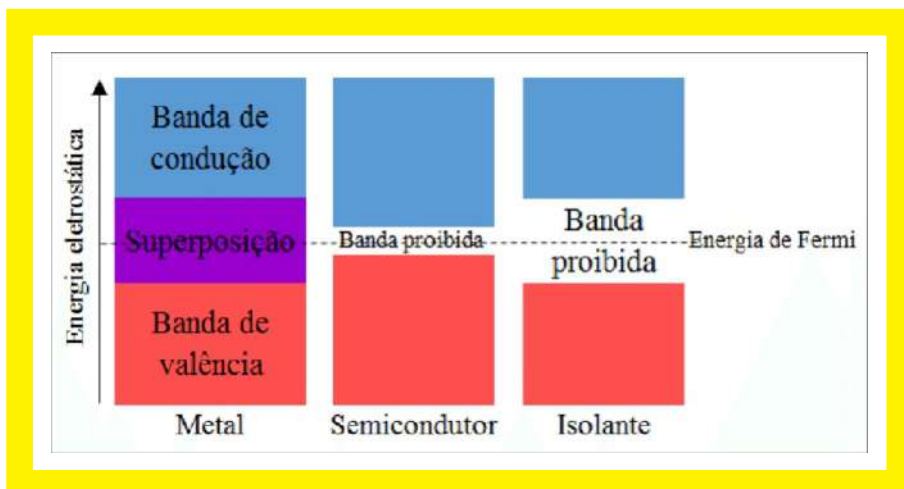 Energia eletrostática
Banda de
condução
Superposição
Banda de
valência
Metal
Banda proibida
Semicondutor
Banda
proibida
Isolante
Energia de Fermi